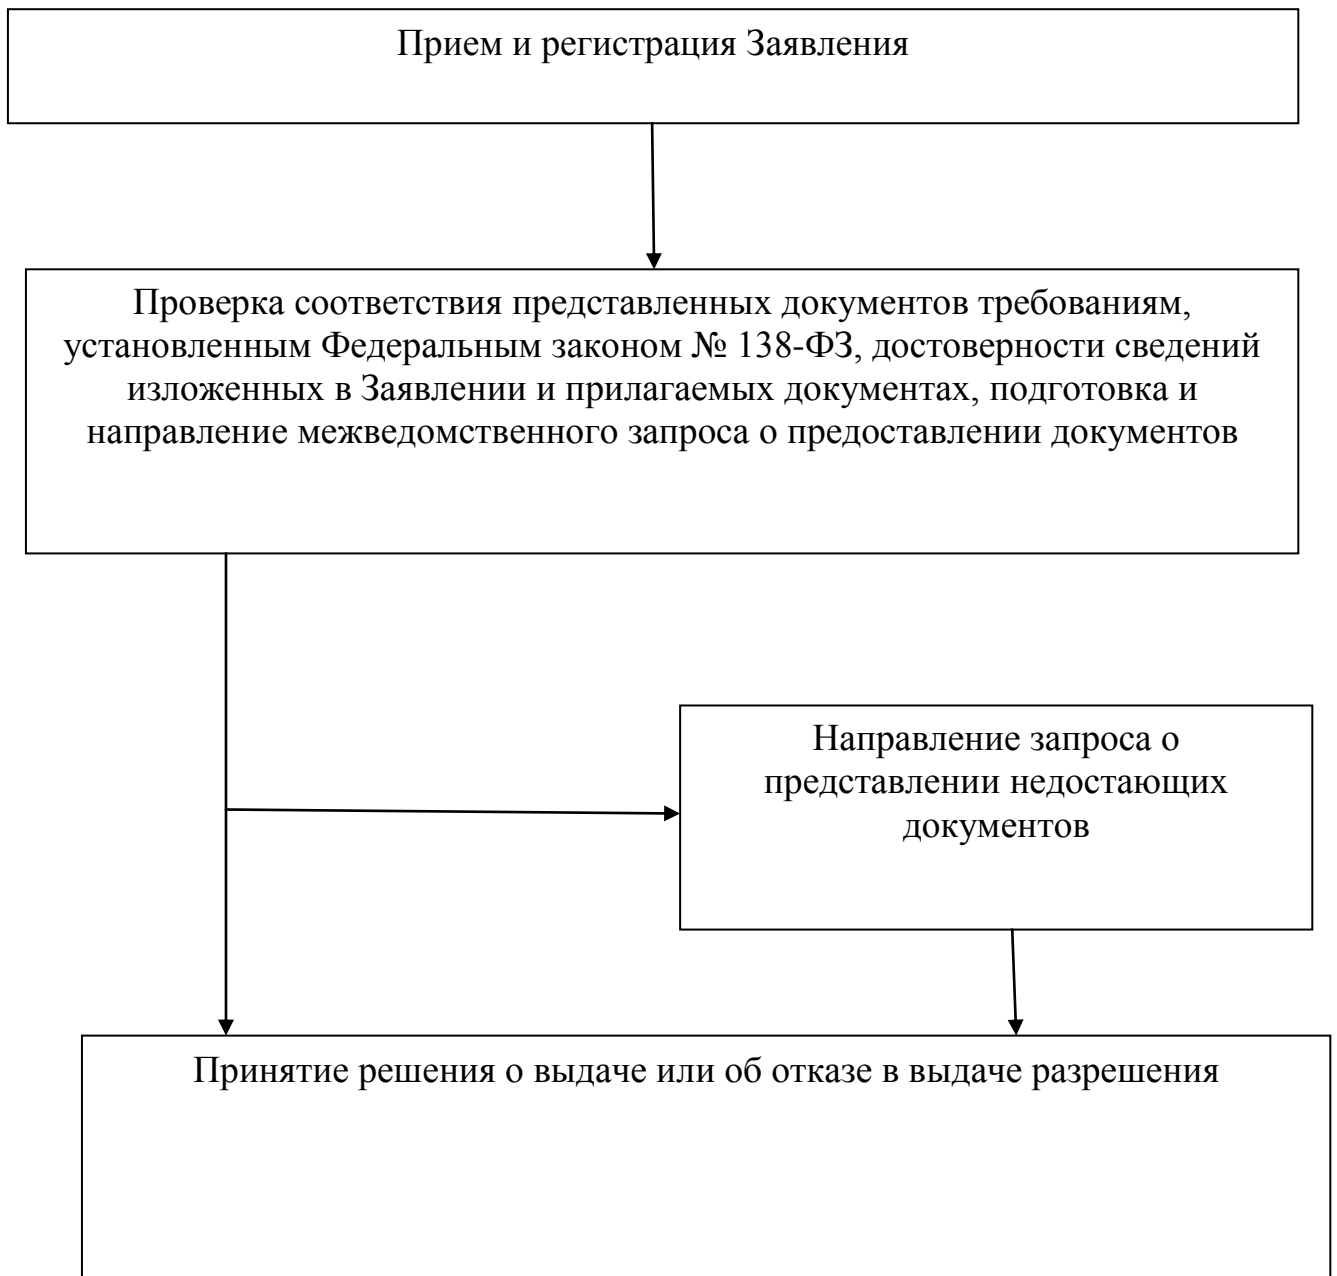 Прием и регистрация Заявления
Проверка соответствия представленных документов требованиям,
установленным Федеральным законом № 138-ФЗ, достоверности сведений
изложенных в Заявлении и прилагаемых документах, подготовка и
направление межведомственного запроса о предоставлении документов
Направление запроса о
представлении недостающих
документов
Принятие решения о выдаче или об отказе в выдаче разрешения